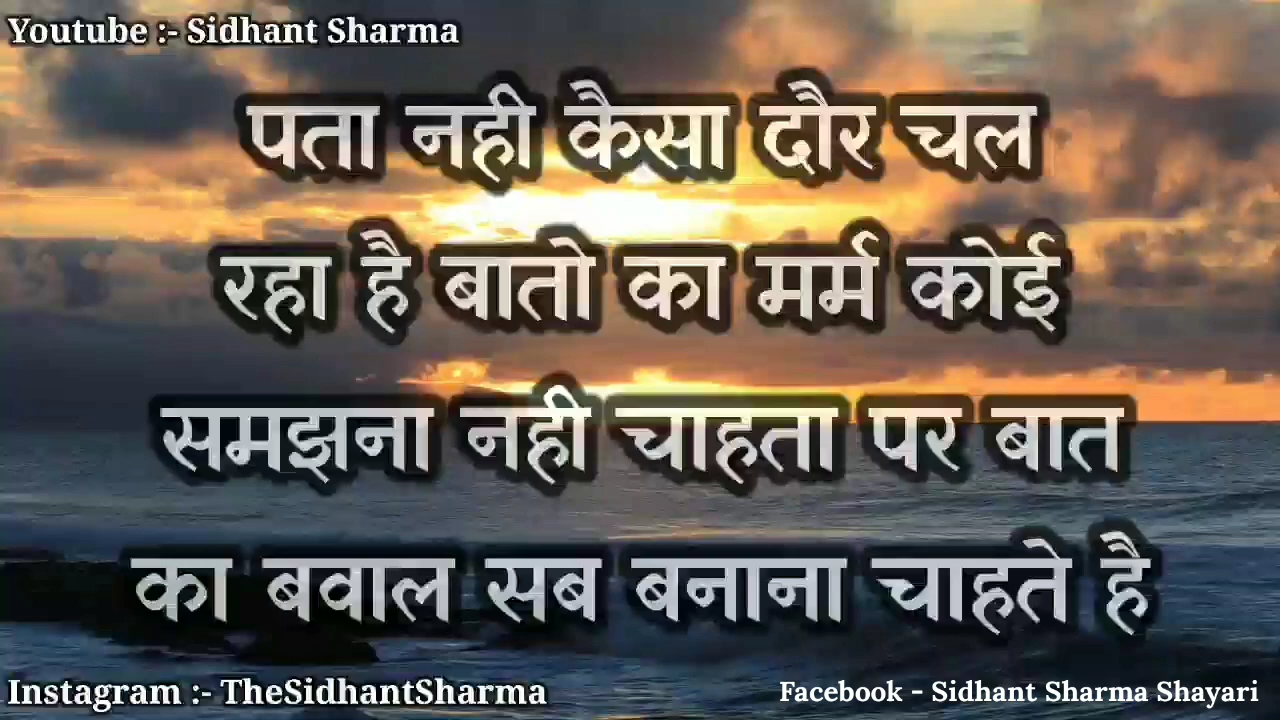 Youtube :- Sidhant Sharma
पता नही कैसा दौर चल
रहा है बातो का मर्म कोई
समझना नही चाहता पर बात
का बवाल सब बनाना चाहते है
Instagram :- TheSidhantSharma
Facebook - Sidhant Sharma Shayari